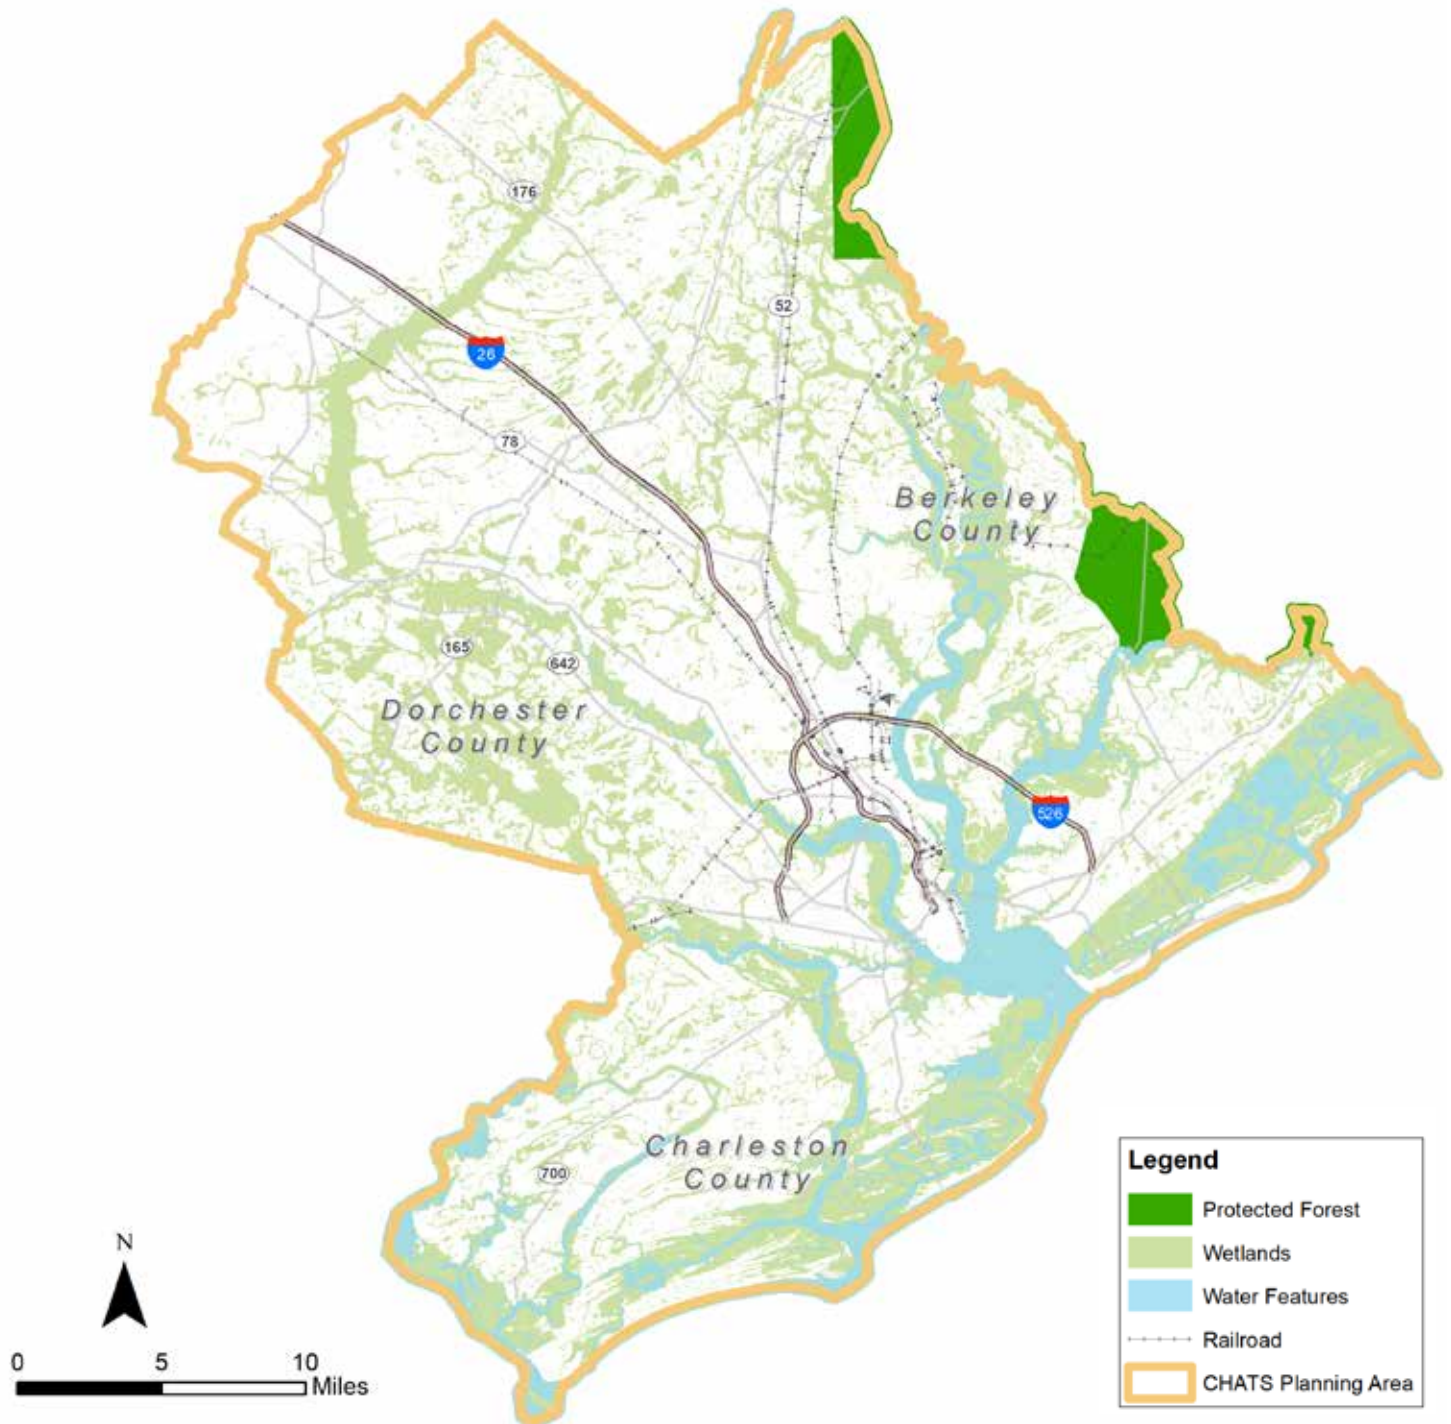 176
52
26
78
Berkeley
County
165
642
Dorchester
County
526
Charleston
County
700
N
0 5 10
Miles
Legend
Protected Forest
Wetlands
Water Features
Railroad
CHATS Planning Area